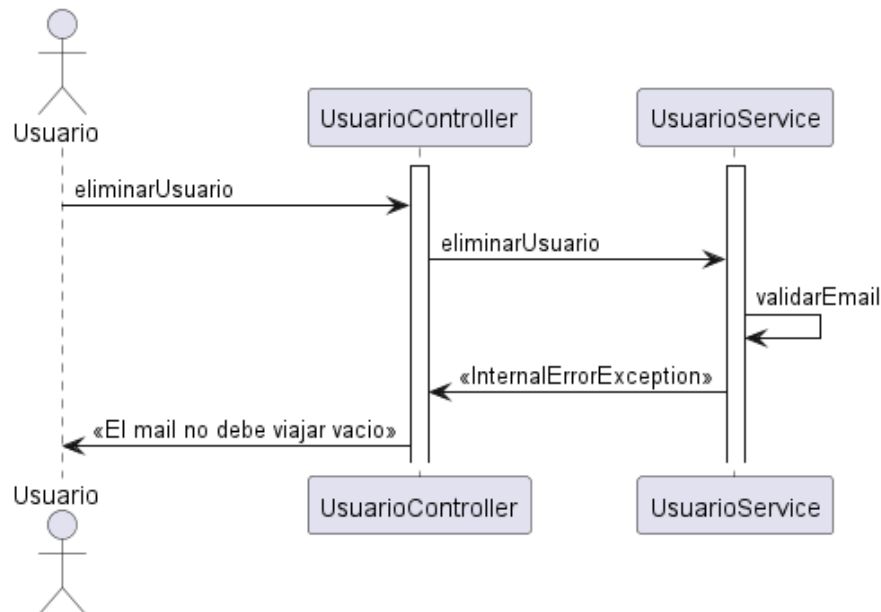 Usuario
UsuarioController
UsuarioService
eliminarUsuario
eliminarUsuario
validarEmail
«InternalErrorException»
«El mail no debe viajar vacio»
Usuario
UsuarioController
UsuarioService